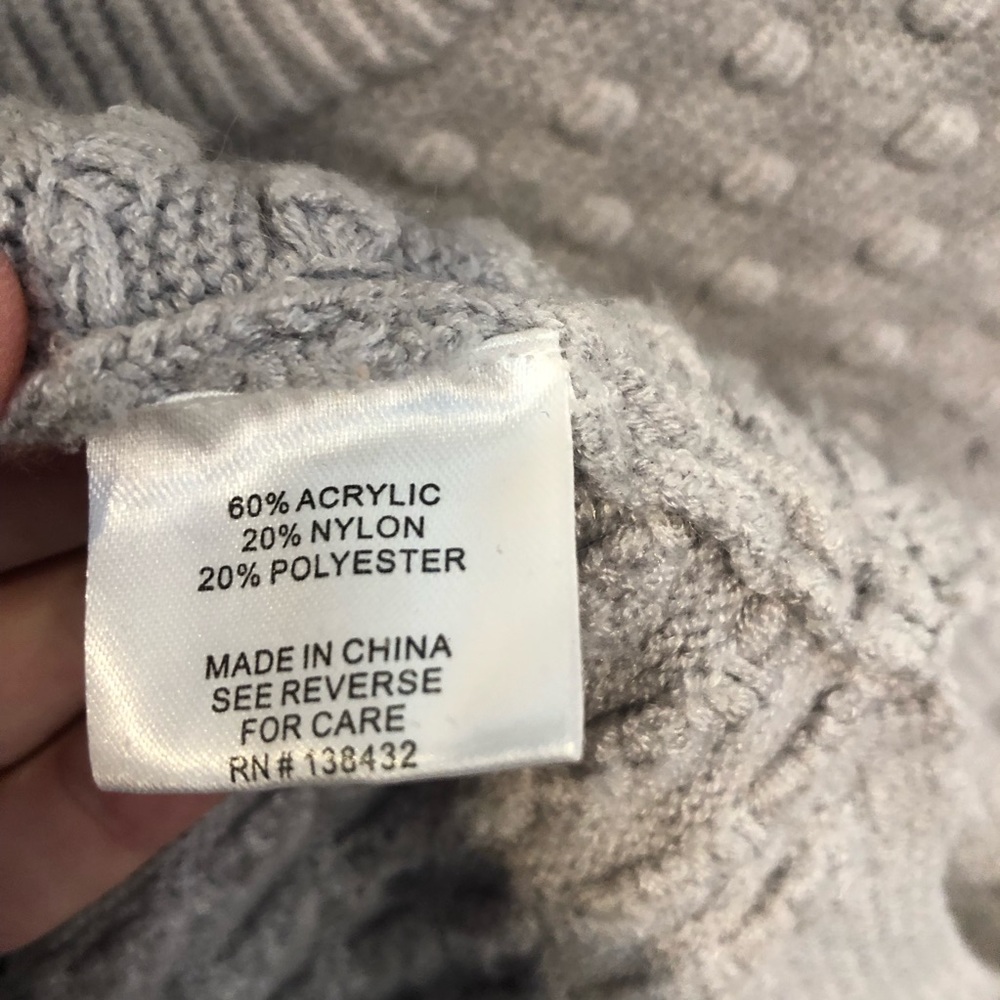 60% ACRYLIC
20% NYLON
20% POLYESTER
MADE IN CHINA
SEE REVERSE
FOR CARE
RN# 138432